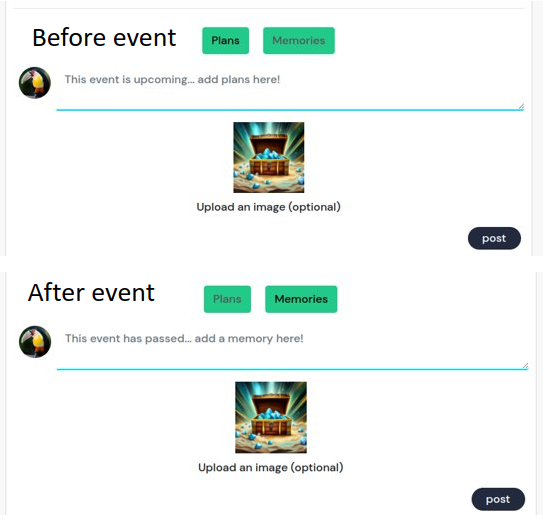 Before event
Plans Memories
This event is upcoming... add plans here!
Upload an image (optional)
post
After event
Plans Memories
This event has passed... add a memory here!
Upload an image (optional)
post